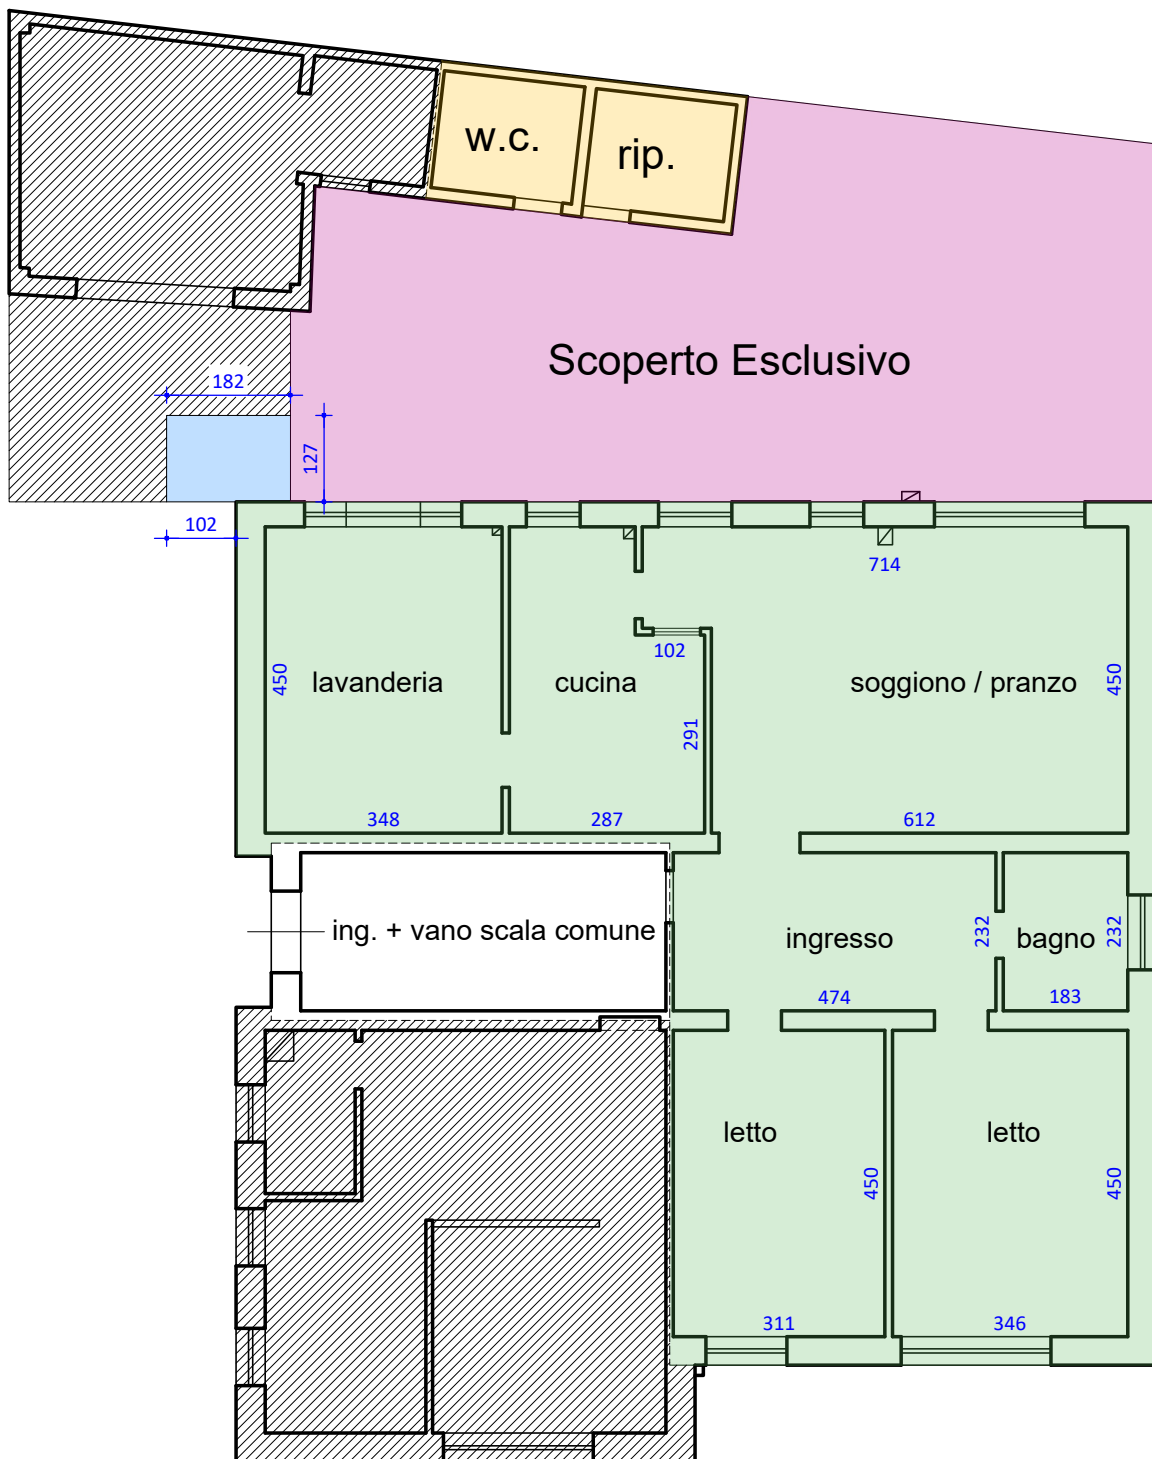 w.c.
rip.
Scoperto Esclusivo
182
127
102
714
102
450
lavanderia
cucina
soggiono / pranzo
450
291
348
287
612
ing. + vano scala comune
ingresso
232
bagno
232
474
183
letto
letto
450
450
311
346